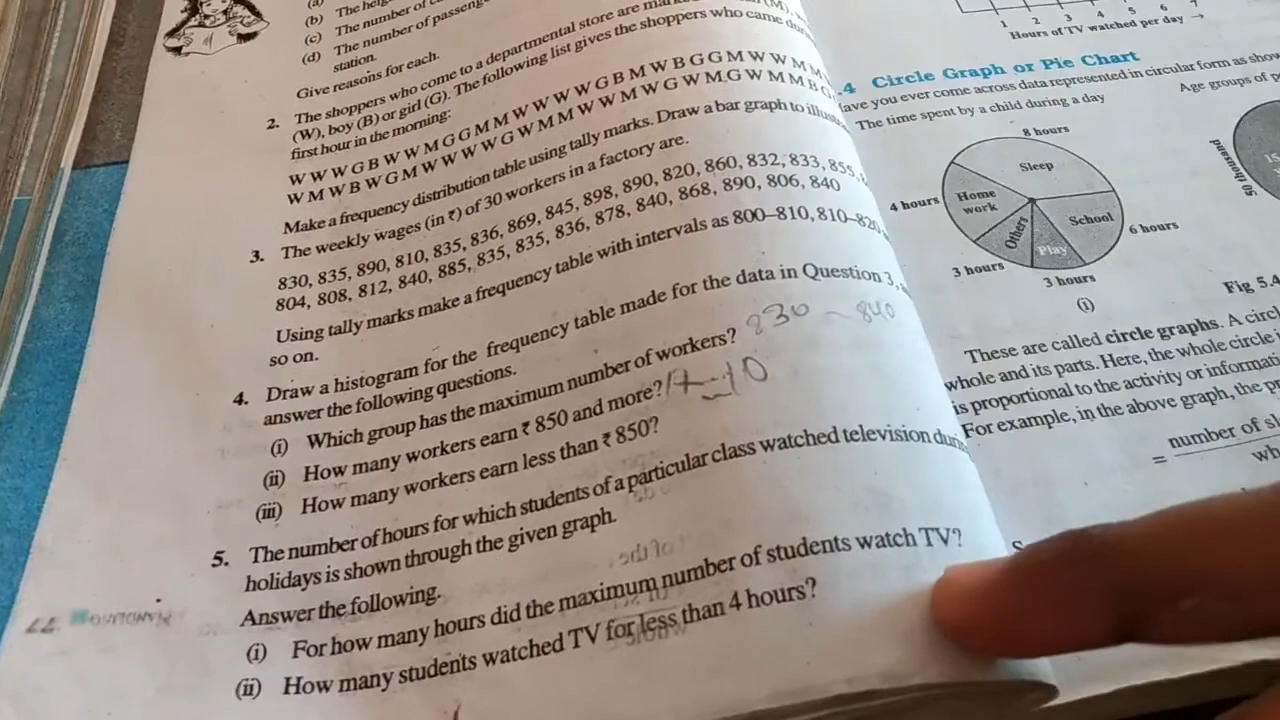 (b) The
(c) The number of
(d) The number of
station.
Give reasons for each.
2. The shoppers who come to a departmental store are
(W), boy (B) or girl (G). The following list gives the shoppers who came
first hour in the morning:
W W W G B W W M G G M M W W W W G B M W B G G M W W M M
W M W B W G M W W W W G W M M W W M W G W M G W M M B
Make a frequency distribution table using tally marks. Draw a bar graph to
3. The weekly wages (in ₹) of 30 workers in a factory are.
830, 835, 890, 810, 835, 836, 869, 845, 898, 890, 820, 860, 832, 833, 855,
804, 808, 812, 840, 885, 835, 835, 836, 878, 840, 868, 890, 806, 840
Using tally marks make a frequency table with intervals as 800–810, 810–820
so on.
4. Draw a histogram for the frequency table made for the data in Question 3,
answer the following questions.
(i) Which group has the maximum number of workers? 830 – 840
(ii) How many workers earn ₹ 850 and more?
(iii) How many workers earn less than ₹ 850?
5. The number of hours for which students of a particular class watched television
holidays is shown through the given graph.
Answer the following.
(i) For how many hours did the maximum number of students watch TV?
(ii) How many students watched TV for less than 4 hours?
1 2 3 4 5 6
Hours of TV watched per day →
.4 Circle Graph or Pie Chart
ever come across data represented in circular form as
The time spent by a child during a day
Age groups of
8 hours
Sleep
Home
work
4 hours
School
6 hours
Others
Play
3 hours
3 hours
(i)
50 thousand
Fig 5.4
These are called circle graphs. A
whole and its parts. Here, the whole circle
is proportional to the activity or
For example, in the above graph, the
= number of